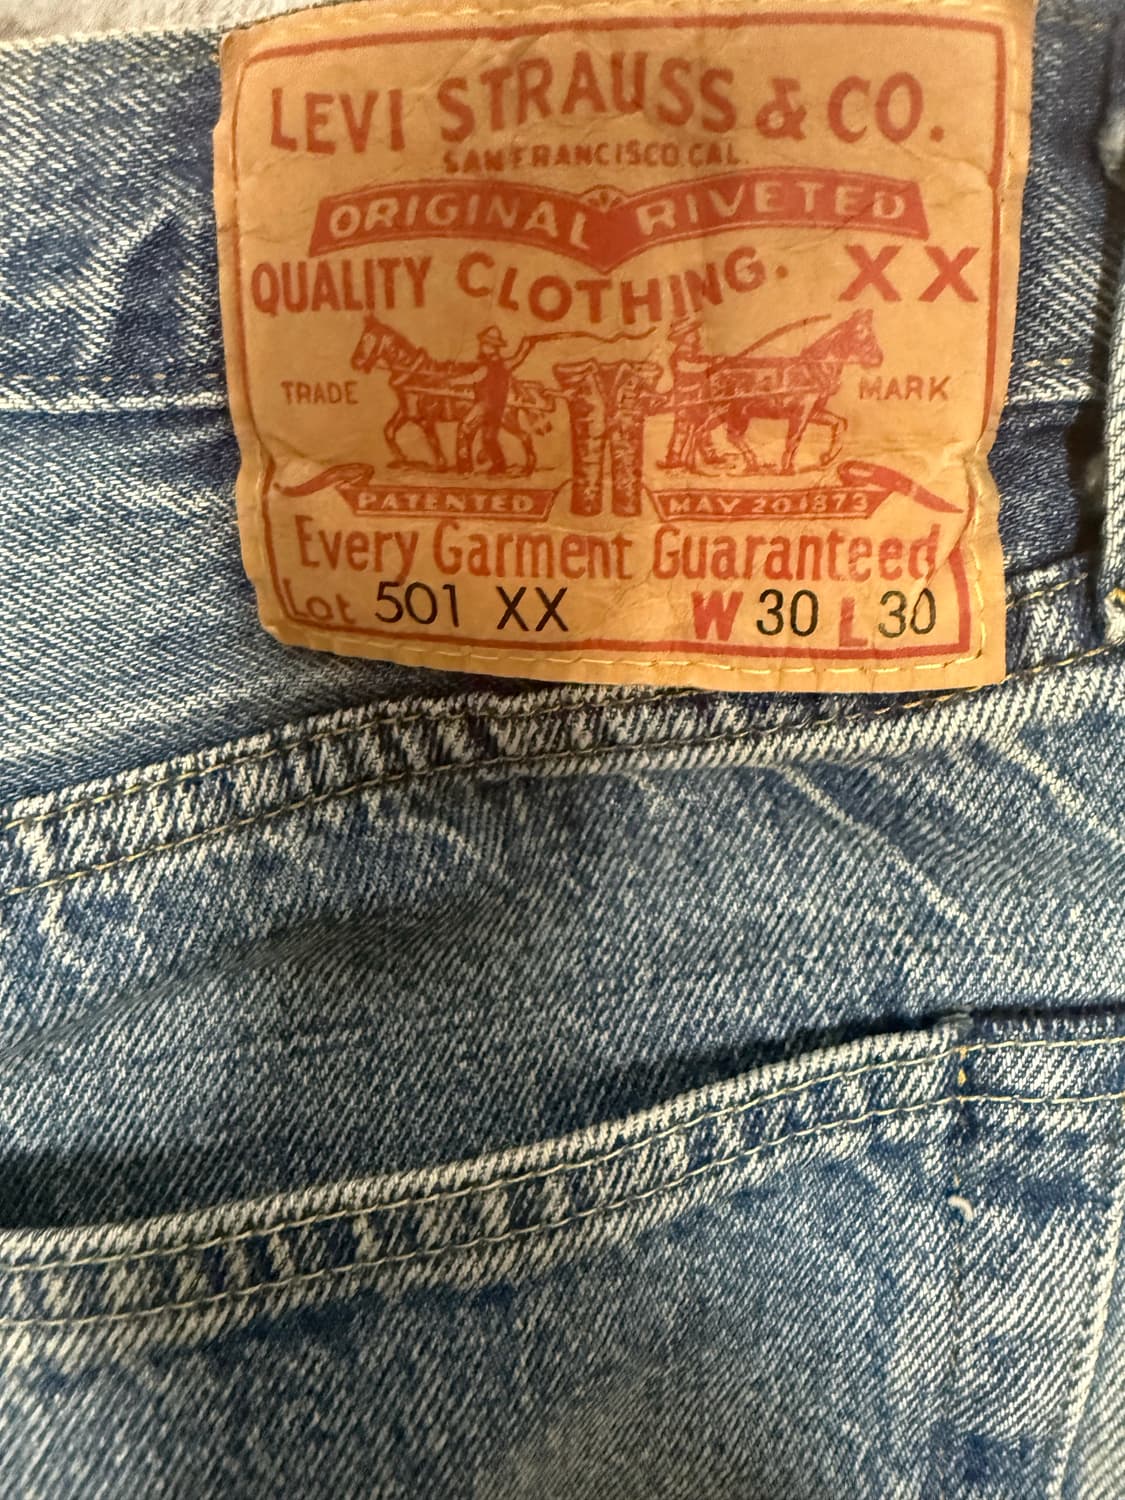 LEVI STRAUSS & CO.
SAN FRANCISCO CAL.
ORIGINAL RIVETED
QUALITY CLOTHING. XX
TRADE MARK
PATENTED MAY 20 1873
Every Garment Guaranteed
Lot 501 XX W 30 L 30